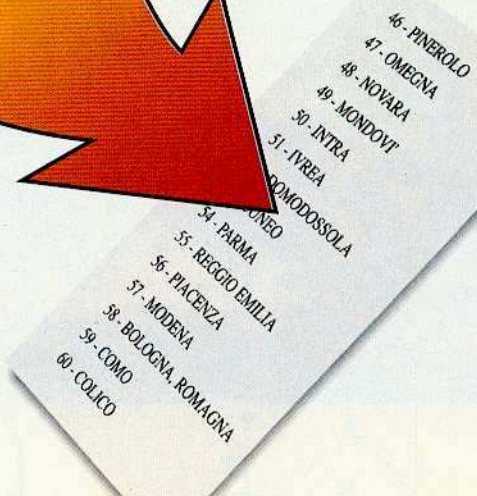 46 - PINEROLO
47 - OMEGNA
48 - NOVARA
49 - MONDOVI'
50 - INTRA
51 - IVREA
DOMODOSSOLA
54 - PARMA
55 - REGGIO EMILIA
56 - PIACENZA
57 - MODENA
58 - BOLOGNA, ROMAGNA
59 - COMO
60 - COLICO